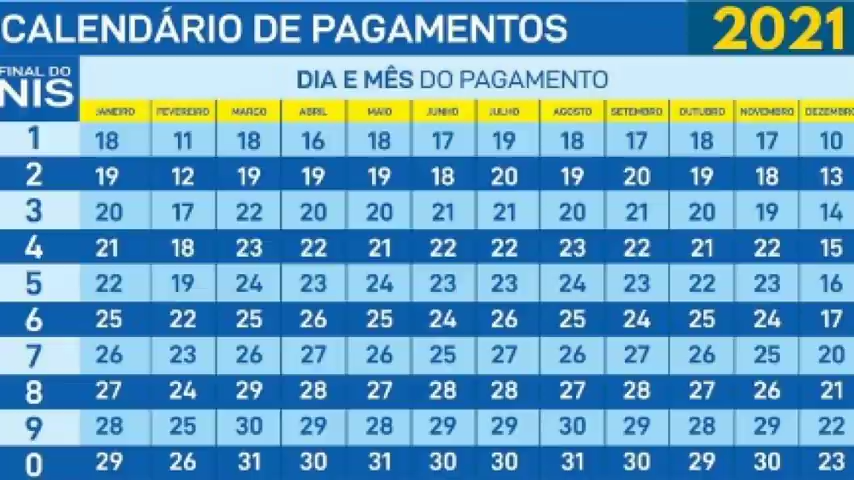 CALENDÁRIO DE PAGAMENTOS 2021
FINAL DO NIS
DIA E MÊS DO PAGAMENTO
JANEIRO FEVEREIRO MARÇO ABRIL MAIO JUNHO JULHO AGOSTO SETEMBRO OUTUBRO NOVEMBRO DEZEMBRO
1 18 11 18 16 18 17 19 18 17 18 17 10
2 19 12 19 19 19 18 20 19 20 19 18 13
3 20 17 22 20 20 21 21 20 21 20 19 14
4 21 18 23 22 21 22 22 23 22 21 22 15
5 22 19 24 23 24 23 23 24 23 22 23 16
6 25 22 25 26 25 24 26 25 24 25 24 17
7 26 23 26 27 26 25 27 26 27 26 25 20
8 27 24 29 28 27 28 28 27 28 27 26 21
9 28 25 30 29 28 29 29 30 29 28 29 22
0 29 26 31 30 31 30 30 31 30 29 30 23